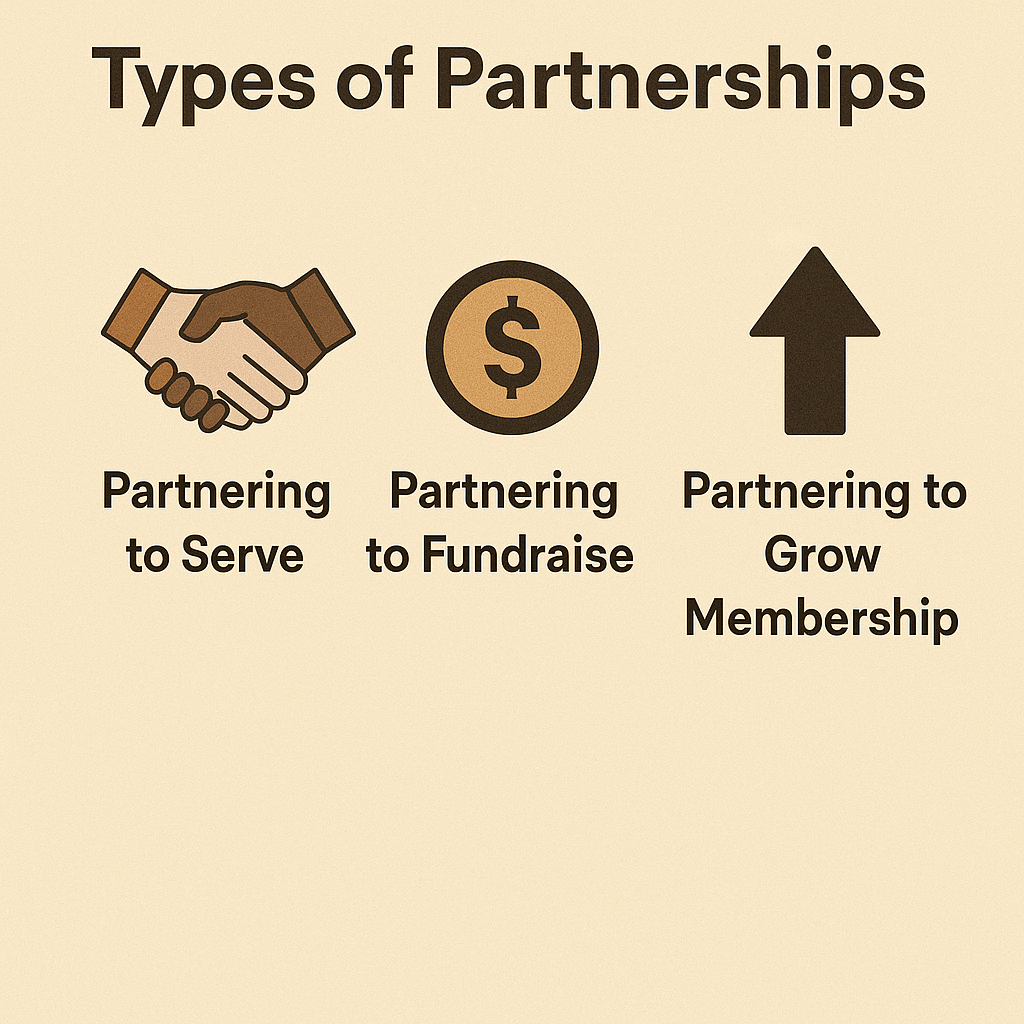 Types of Partnerships
$
Partnering
to Serve
Partnering
to Fundraise
Partnering to
Grow
Membership